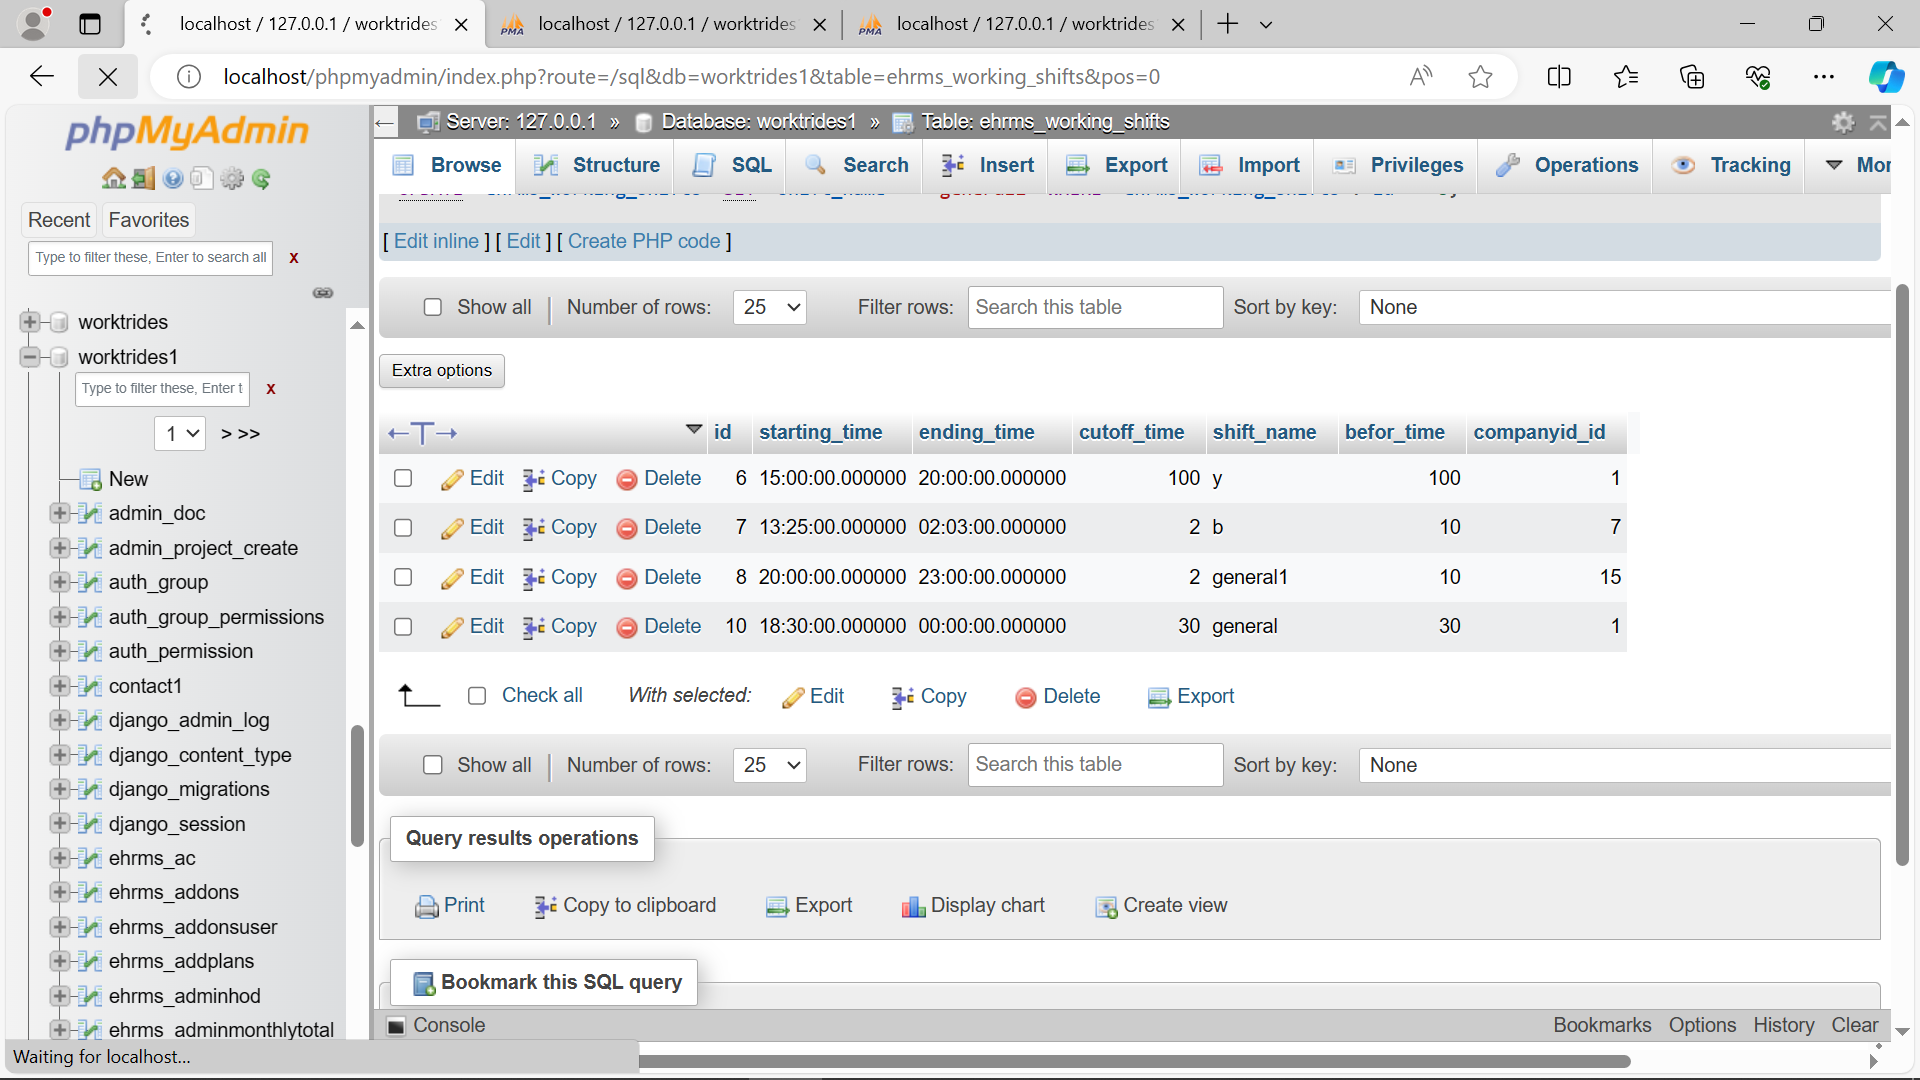 localhost / 127.0.0.1 / worktrides
localhost / 127.0.0.1 / worktrides
localhost / 127.0.0.1 / worktrides
localhost/phpmyadmin/index.php?route=/sql&db=worktrides1&table=ehrms_working_shifts&pos=0
phpMyAdmin
Recent Favorites
Type to filter these, Enter to search all X
worktrides
worktrides1
Type to filter these, Enter t X
1 > >>
New
admin_doc
admin_project_create
auth_group
auth_group_permissions
auth_permission
contact1
django_admin_log
django_content_type
django_migrations
django_session
ehrms_ac
ehrms_addons
ehrms_addonsuser
ehrms_addplans
ehrms_adminhod
ehrms_adminmonthlytotal
Waiting for localhost...
Server: 127.0.0.1 » Database: worktrides1 » Table: ehrms_working_shifts
Browse Structure SQL Search Insert Export Import Privileges Operations Tracking Mor
[ Edit inline ] [ Edit ] [ Create PHP code ]
Show all Number of rows: 25 Filter rows: Search this table Sort by key: None
Extra options
id starting_time ending_time cutoff_time shift_name befor_time companyid_id
Edit Copy Delete 6 15:00:00.000000 20:00:00.000000 100 y 100 1
Edit Copy Delete 7 13:25:00.000000 02:03:00.000000 2 b 10 7
Edit Copy Delete 8 20:00:00.000000 23:00:00.000000 2 general1 10 15
Edit Copy Delete 10 18:30:00.000000 00:00:00.000000 30 general 30 1
Check all With selected: Edit Copy Delete Export
Show all Number of rows: 25 Filter rows: Search this table Sort by key: None
Query results operations
Print Copy to clipboard Export Display chart Create view
Bookmark this SQL query
Console Bookmarks Options History Clear